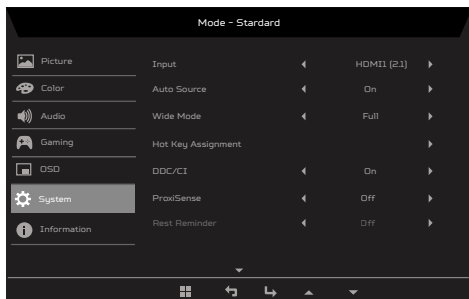 Mode - Stardard
Picture
Color
Audio
Gaming
OSD
System
Information
Input HDMI1 (2.1)
Auto Source On
Wide Mode Full
Hot Key Assignment
DDC/CI On
ProxiSense Off
Rest Reminder Off